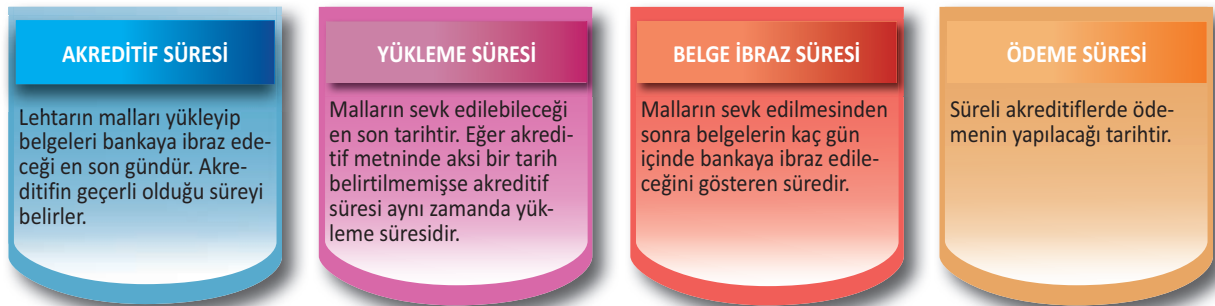 AKREDİTİF SÜRESİ
Lehtarın malları yükleyip
belgeleri bankaya ibraz ede-
ceği en son gündür. Akre-
ditifin geçerli olduğu süreyi
belirler.
YÜKLEME SÜRESİ
Malların sevk edilebileceği
en son tarihtir. Eğer akredi-
tif metninde aksi bir tarih
belirtilmemişse akreditif
süresi aynı zamanda yük-
leme süresidir.
BELGE İBRAZ SÜRESİ
Malların sevk edilmesinden
sonra belgelerin kaç gün
içinde bankaya ibraz edile-
ceğini gösteren süredir.
ÖDEME SÜRESİ
Süreli akreditiflerde öde-
menin yapılacağı tarihtir.